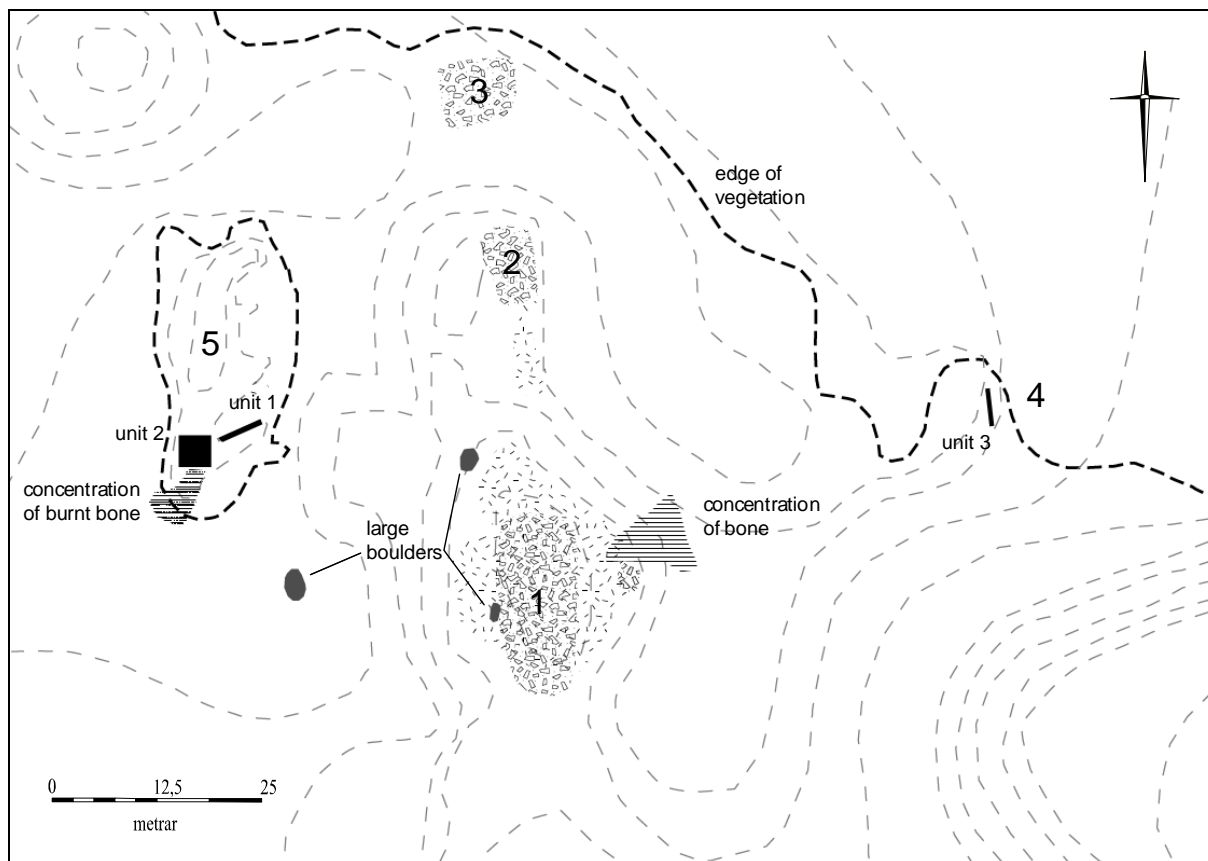 3
edge of
vegetation
2
5
unit 1
4
unit 2
unit 3
concentration
of burnt bone
concentration
of bone
large
boulders
1
0 12,5 25
metrar